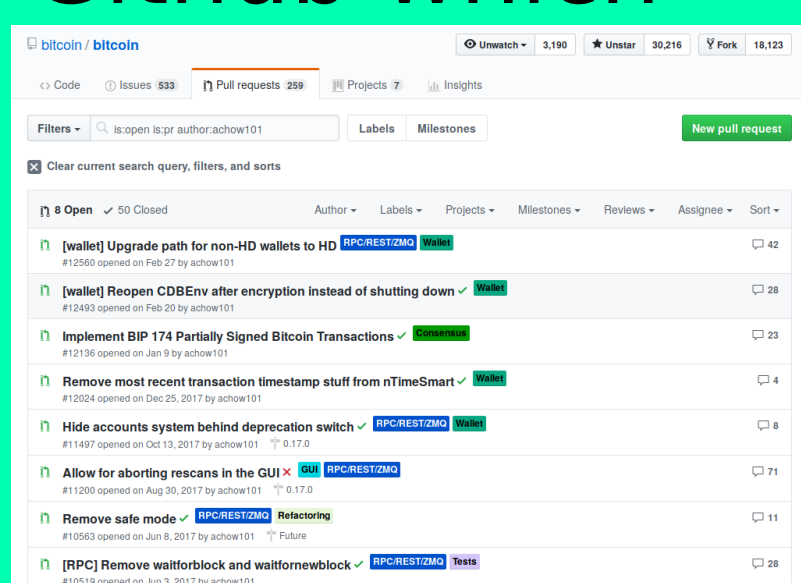 GitHub which
bitcoin / bitcoin
Unwatch 3,190 Unstar 30,216 Fork 18,123
Code Issues 533 Pull requests 259 Projects 7 Insights
Filters is:open is:pr author:achow101 Labels Milestones New pull request
Clear current search query, filters, and sorts
8 Open 50 Closed Author Labels Projects Milestones Reviews Assignee Sort
[wallet] Upgrade path for non-HD wallets to HD RPC/REST/ZMQ Wallet 42
#12560 opened on Feb 27 by achow101
[wallet] Reopen CDBEnv after encryption instead of shutting down Wallet 28
#12493 opened on Feb 20 by achow101
Implement BIP 174 Partially Signed Bitcoin Transactions Consensus 23
#12136 opened on Jan 9 by achow101
Remove most recent transaction timestamp stuff from nTimeSmart Wallet 4
#12024 opened on Dec 25, 2017 by achow101
Hide accounts system behind deprecation switch RPC/REST/ZMQ Wallet 8
#11497 opened on Oct 13, 2017 by achow101 0.17.0
Allow for aborting rescans in the GUI GUI RPC/REST/ZMQ 71
#11200 opened on Aug 30, 2017 by achow101 0.17.0
Remove safe mode RPC/REST/ZMQ Refactoring 11
#10563 opened on Jun 8, 2017 by achow101 Future
[RPC] Remove waitforblock and waitfornewblock RPC/REST/ZMQ Tests 28
#10519 opened on Jun 3, 2017 by achow101